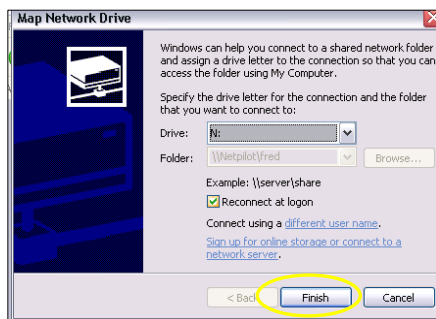 Map Network Drive
Windows can help you connect to a shared network folder
and assign a drive letter to the connection so that you can
access the folder using My Computer.
Specify the drive letter for the connection and the folder
that you want to connect to:
Drive: N:
Folder: \\Netpilot\fred Browse...
Example: \\server\share
Reconnect at logon
Connect using a different user name.
Sign up for online storage or connect to a
network server.
< Back Finish Cancel